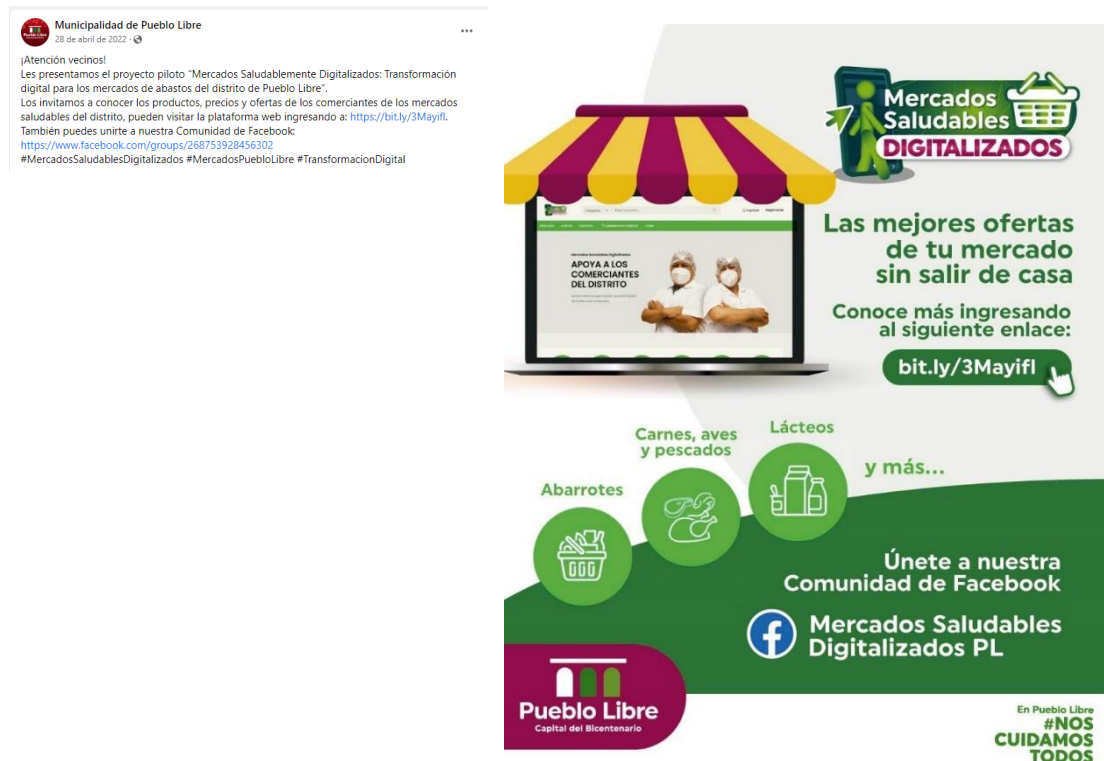 Municipalidad de Pueblo Libre
28 de abril de 2022 ·
¡Atención vecinos!
Les presentamos el proyecto piloto "Mercados Saludablemente Digitalizados: Transformación
digital para los mercados de abastos del distrito de Pueblo Libre".
Los invitamos a conocer los productos, precios y ofertas de los comerciantes de los mercados
saludables del distrito, pueden visitar la plataforma web ingresando a: https://bit.ly/3Mayifl.
También puedes unirte a nuestra Comunidad de Facebook:
https://www.facebook.com/groups/268753928456302
#MercadosSaludablesDigitalizados #MercadosPuebloLibre #TransformacionDigital
Mercados
Saludables
DIGITALIZADOS
APOYA A LOS
COMERCIANTES
DEL DISTRITO
Las mejores ofertas
de tu mercado
sin salir de casa
Conoce más ingresando
al siguiente enlace:
bit.ly/3Mayifl
Abarrotes
Carnes, aves
y pescados
Lácteos
y más...
Únete a nuestra
Comunidad de Facebook
Mercados Saludables
Digitalizados PL
Pueblo Libre
Capital del Bicentenario
En Pueblo Libre
#NOS
CUIDAMOS
TODOS